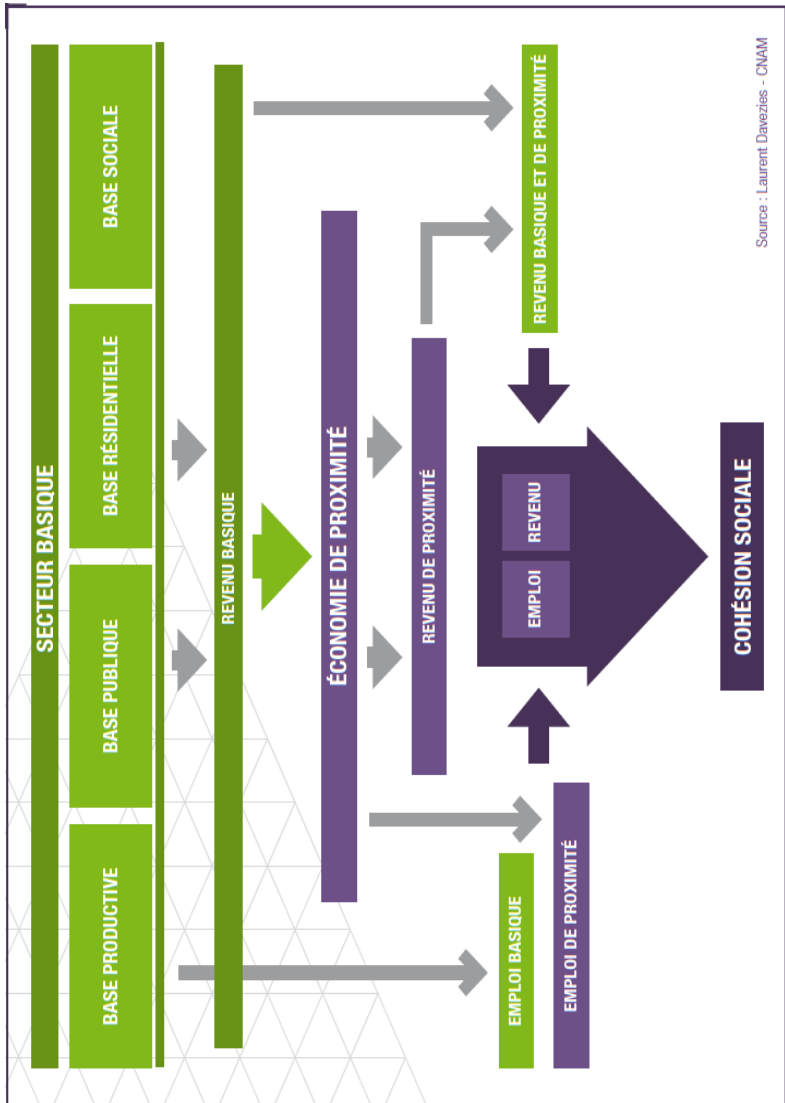 SECTEUR BASIQUE
BASE PRODUCTIVE
BASE PUBLIQUE
BASE RÉSIDENTIELLE
BASE SOCIALE
REVENU BASIQUE
ÉCONOMIE DE PROXIMITÉ
REVENU DE PROXIMITÉ
EMPLOI BASIQUE
EMPLOI DE PROXIMITÉ
EMPLOI
REVENU
REVENU BASIQUE ET DE PROXIMITÉ
COHÉSION SOCIALE
Source : Laurent Davezies - CNAM